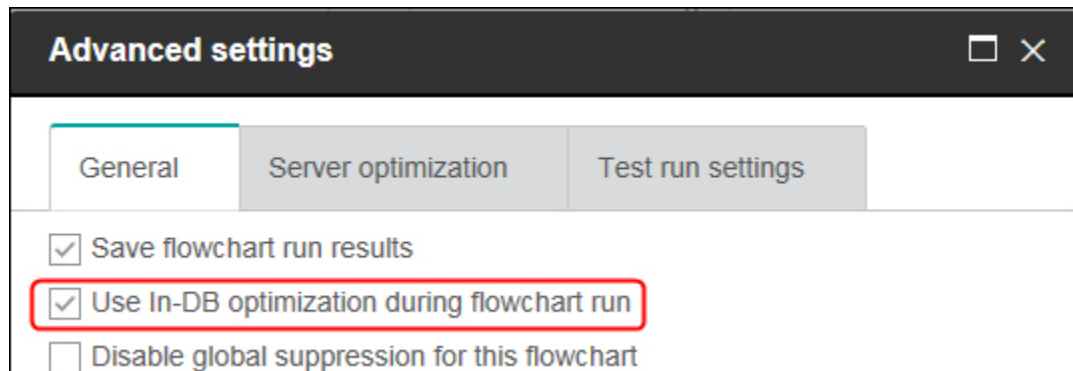 Advanced settings
General Server optimization Test run settings
Save flowchart run results
Use In-DB optimization during flowchart run
Disable global suppression for this flowchart